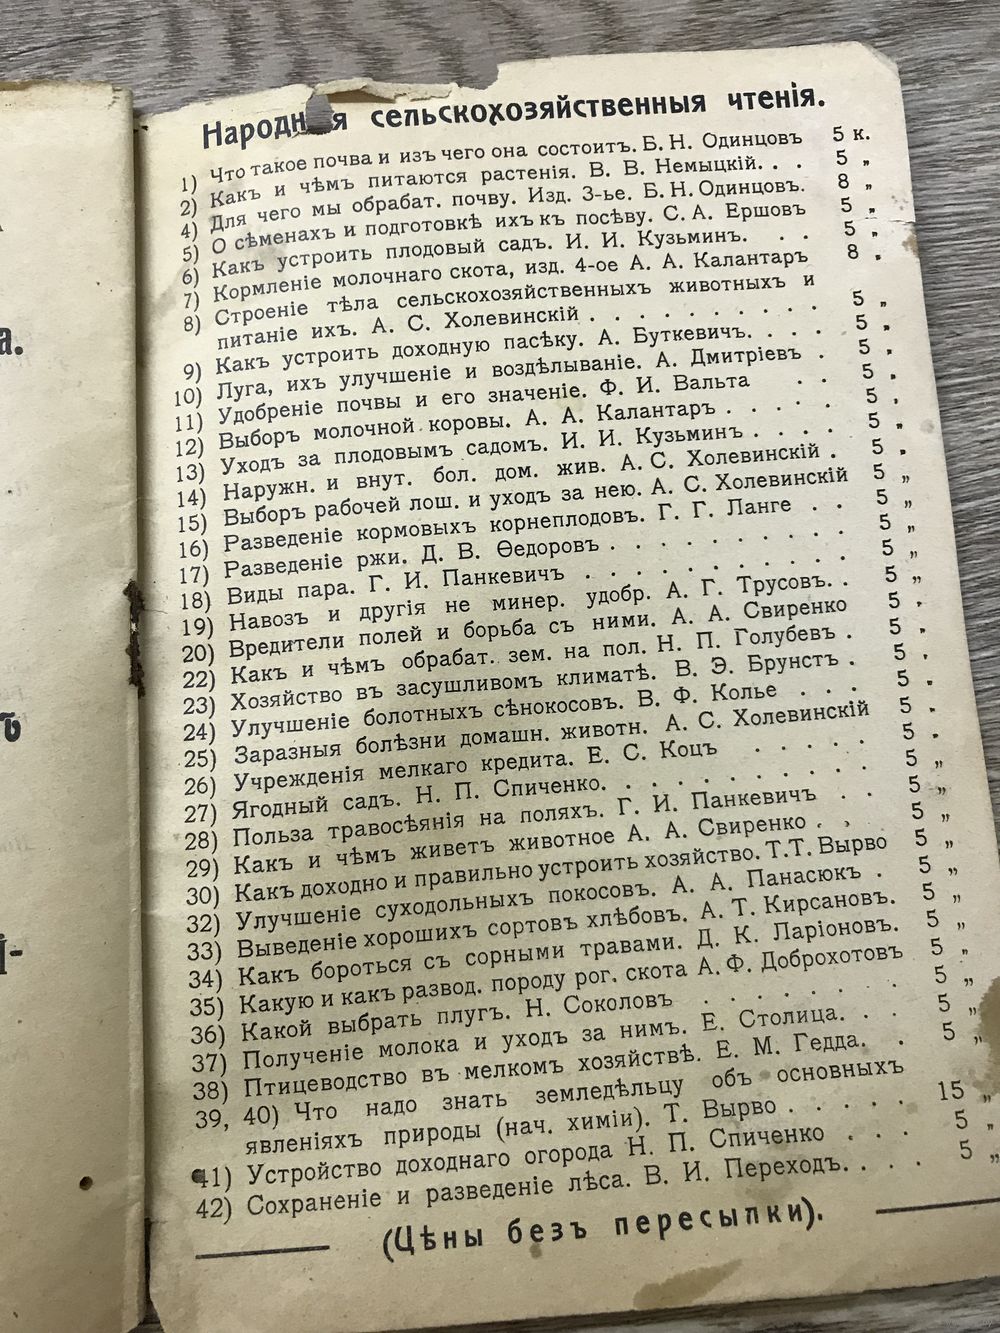 Народная сельскохозяйственныя чтенія.
1) Что такое почва и изъ чего она состоитъ. Б. Н. Одинцовъ 5 к.
2) Какъ и чѣмъ питаются растенія. В. В. Немыцкій. . . 5 „
4) Для чего мы обрабат. почву. Изд. 3-ье. Б. Н. Одинцовъ. 8 „
5) О сѣменахъ и подготовкѣ ихъ къ посѣву. С. А. Ершовъ 5 „
6) Какъ устроить плодовый садъ. И. И. Кузьминъ. . . 5 „
7) Кормленіе молочнаго скота, изд. 4-ое А. А. Калантаръ 8 „
8) Строеніе тѣла сельскохозяйственныхъ животныхъ и
питаніе ихъ. А. С. Холевинскій . . . . . . . . . . 5 „
9) Какъ устроить доходную пасѣку. А. Буткевичъ. . . . 5 „
10) Луга, ихъ улучшеніе и воздѣлываніе. А. Дмитріевъ . 5 „
11) Удобреніе почвы и его значеніе. Ф. И. Вальта . . 5 „
12) Выборъ молочной коровы. А. А. Калантаръ . . . . . 5 „
13) Уходъ за плодовымъ садомъ. И. И. Кузьминъ . . . . 5 „
14) Наружн. и внут. бол. дом. жив. А. С. Холевинскій . 5 „
15) Выборъ рабочей лош. и уходъ за нею. А. С. Холевинскій 5 „
16) Разведеніе кормовыхъ корнеплодовъ. Г. Г. Ланге . . 5 „
17) Разведеніе ржи. Д. В. Ѳедоровъ . . . . . . . . . 5 „
18) Виды пара. Г. И. Панкевичъ . . . . . . . . . . 5 „
19) Навозъ и другія не минер. удобр. А. Г. Трусовъ. . 5 „
20) Вредители полей и борьба съ ними. А. А. Свиренко 5 „
22) Какъ и чѣмъ обрабат. зем. на пол. Н. П. Голубевъ . 5 „
23) Хозяйство въ засушливомъ климатѣ. В. Э. Брунстъ . 5 „
24) Улучшеніе болотныхъ сѣнокосовъ. В. Ф. Колье . . . 5 „
25) Заразныя болѣзни домашн. животн. А. С. Холевинскій 5 „
26) Учрежденія мелкаго кредита. Е. С. Коцъ . . . . . 5 „
27) Ягодный садъ. Н. П. Спиченко. . . . . . . . . . 5 „
28) Польза травосѣянія на поляхъ. Г. И. Панкевичъ . . 5 „
29) Какъ и чѣмъ живетъ животное А. А. Свиренко . . 5 „
30) Какъ доходно и правильно устроить хозяйство. Т. Т. Вырво 5 „
32) Улучшеніе суходольныхъ покосовъ. А. А. Панасюкъ . 5 „
33) Выведеніе хорошихъ сортовъ хлѣбовъ. А. Т. Кирсановъ. 5 „
34) Какъ бороться съ сорными травами. Д. К. Ларіоновъ. 5 „
35) Какую и какъ развод. породу рог. скота А. Ф. Доброхотовъ 5 „
36) Какой выбрать плугъ. Н. Соколовъ . . . . . . . 5 „
37) Полученіе молока и уходъ за нимъ. Е. Столица. . . 5 „
38) Птицеводство въ мелкомъ хозяйствѣ. Е. М. Гедда. . 5 „
39, 40) Что надо знать земледѣльцу объ основныхъ
явленіяхъ природы (нач. химіи). Т. Вырво . . . . . 15 „
41) Устройство доходнаго огорода Н. П. Спиченко . . . 5 „
42) Сохраненіе и разведеніе лѣса. В. И. Переходъ. . . . 5 „
(Цѣны безъ пересылки).